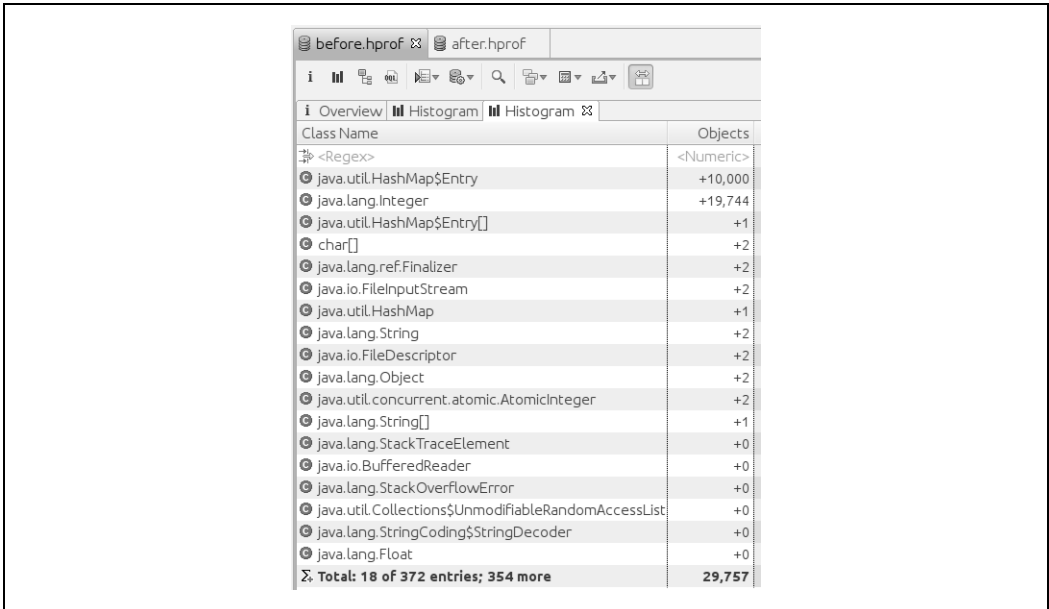 before.hprof after.hprof
i OQL
i Overview Histogram Histogram
Class Name Objects
<Regex> <Numeric>
java.util.HashMap$Entry +10,000
java.lang.Integer +19,744
java.util.HashMap$Entry[] +1
char[] +2
java.lang.ref.Finalizer +2
java.io.FileInputStream +2
java.util.HashMap +1
java.lang.String +2
java.io.FileDescriptor +2
java.lang.Object +2
java.util.concurrent.atomic.AtomicInteger +2
java.lang.String[] +1
java.lang.StackTraceElement +0
java.io.BufferedReader +0
java.lang.StackOverflowError +0
java.util.Collections$UnmodifiableRandomAccessList +0
java.lang.StringCoding$StringDecoder +0
java.lang.Float +0
Σ Total: 18 of 372 entries; 354 more 29,757